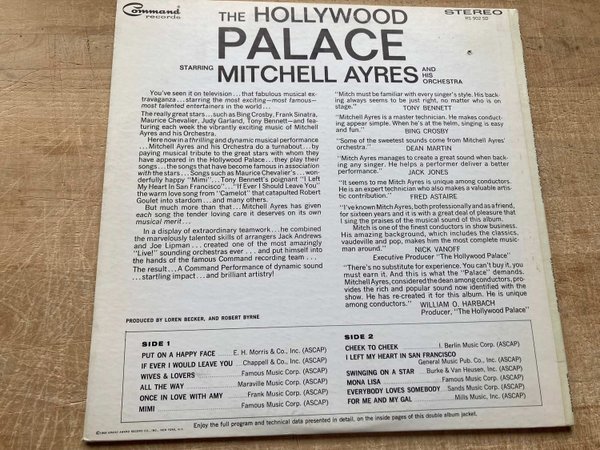 Command
records
THE HOLLYWOOD
STEREO
RS 902 SD
PALACE
STARRING MITCHELL AYRES AND HIS ORCHESTRA
You've seen it on television...that fabulous musical ex-
travaganza...starring the most exciting—most famous—
most talented entertainers in the world...
The really great stars...such as Bing Crosby, Frank Sinatra,
Maurice Chevalier, Judy Garland, Tony Bennett—and fea-
turing each week the vibrantly exciting music of Mitchell
Ayres and his Orchestra.
Here now in a thrilling and dynamic musical performance
...Mitchell Ayres and his Orchestra do a turnabout...by
paying musical tribute to the great stars with whom they
have appeared in the Hollywood Palace...they play their
songs...the songs that have become famous in association
with the stars...Songs such as Maurice Chevalier's...won-
derfully happy "Mimi"...Tony Bennett's poignant "I Left
My Heart In San Francisco"..."If Ever I Should Leave You"
the warm love song from "Camelot" that catapulted Robert
Goulet into stardom...and many others.
But much more than that...Mitchell Ayres has given
each song the tender loving care it deserves on its own
musical merit...
In a display of extraordinary teamwork...he combined
the marvelously talented skills of arrangers Jack Andrews
and Joe Lipman...created one of the most amazingly
"Live!" sounding orchestras ever... and put himself into
the hands of the famous Command recording team...
The result...A Command Performance of dynamic sound
...startling impact...and brilliant artistry!
"Mitch must be familiar with every singer's style. His back-
ing always seems to be just right, no matter who is on
stage."
TONY BENNETT
"Mitchell Ayres is a master technician. He makes conduct-
ing appear simple. When he's at the helm, singing is easy
and fun."
BING CROSBY
"Some of the sweetest sounds come from Mitchell Ayres'
orchestra."
DEAN MARTIN
"Mitch Ayres manages to create a great sound when back-
ing any singer. He helps a performer deliver a better
performance."
JACK JONES
"It seems to me Mitch Ayres is unique among conductors.
He is an expert technician who also makes a valuable artis-
tic contribution."
FRED ASTAIRE
"I've known Mitch Ayres, both professionally and as a friend,
for sixteen years and it is with a great deal of pleasure that
I sing the praises of the musical sound of this album.
Mitch is one of the finest conductors in show business.
His amazing background, which includes the classics,
vaudeville and pop, makes him the most complete music-
man around."
NICK VANOFF
Executive Producer "The Hollywood Palace"
"There's no substitute for experience. You can't buy it, you
must earn it. And this is what the "Palace" demands.
Mitchell Ayres, considered the dean among conductors, pro-
vides the rich and popular sound now identified with the
show. He has re-created it for this album. He is unique
among conductors."
WILLIAM O. HARBACH
Producer, "The Hollywood Palace"
PRODUCED BY LOREN BECKER, AND ROBERT BYRNE
SIDE 1
PUT ON A HAPPY FACE .. E. H. Morris & Co., Inc. (ASCAP)
IF EVER I WOULD LEAVE YOU .. Chappell & Co., Inc. (ASCAP)
WIVES & LOVERS .......... Famous Music Corp. (ASCAP)
ALL THE WAY .......... Maraville Music Corp. (ASCAP)
ONCE IN LOVE WITH AMY ..... Frank Music Corp. (ASCAP)
MIMI .......... Famous Music Corp. (ASCAP)
SIDE 2
CHEEK TO CHEEK .......... I. Berlin Music Corp. (ASCAP)
I LEFT MY HEART IN SAN FRANCISCO
General Music Pub. Co., Inc. (ASCAP)
SWINGING ON A STAR .. Burke & Van Heusen, Inc. (ASCAP)
MONA LISA .......... Famous Music Corp. (ASCAP)
EVERYBODY LOVES SOMEBODY .. Sands Music Corp. (ASCAP)
FOR ME AND MY GAL .......... Mills Music, Inc. (ASCAP)
Enjoy the full program and technical data presented in detail, on the inside pages of this double album jacket.